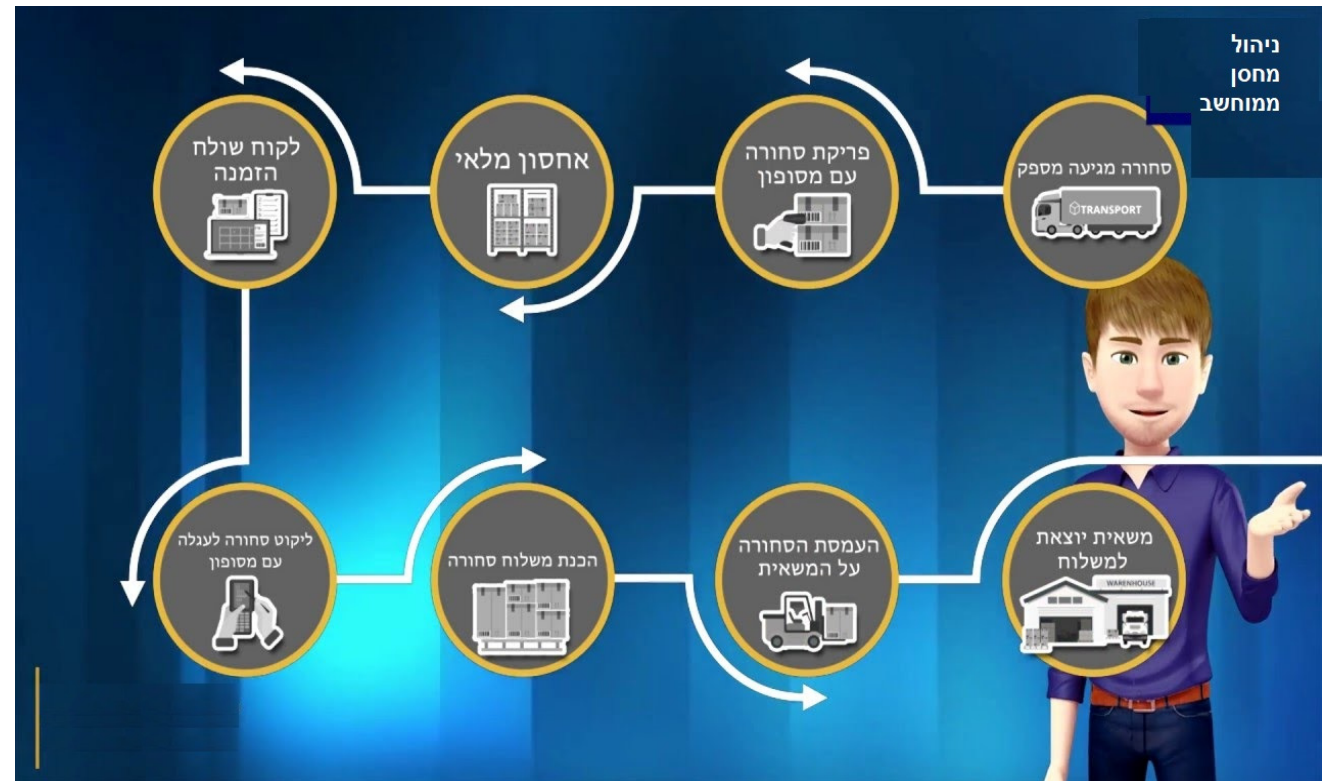 ניהול
מחסן
ממוחשב
סחורה מגיעה מספק
TRANSPORT
פריקת סחורה
עם מסופון
אחסון מלאי
לקוח שולח
הזמנה
ליקוט סחורה לעגלה
עם מסופון
הכנת משלוח סחורה
העמסת הסחורה
על המשאית
משאית יוצאת
למשלוח
WAREHOUSE